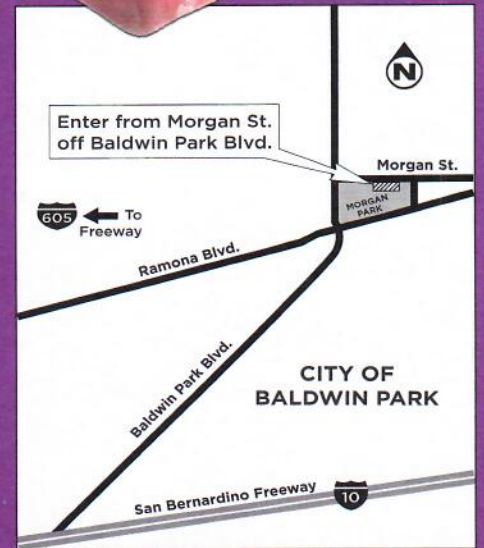 N
Enter from Morgan St.
off Baldwin Park Blvd.
Morgan St.
MORGAN
PARK
605
To
Freeway
Ramona Blvd.
Baldwin Park Blvd.
CITY OF
BALDWIN PARK
San Bernardino Freeway
10